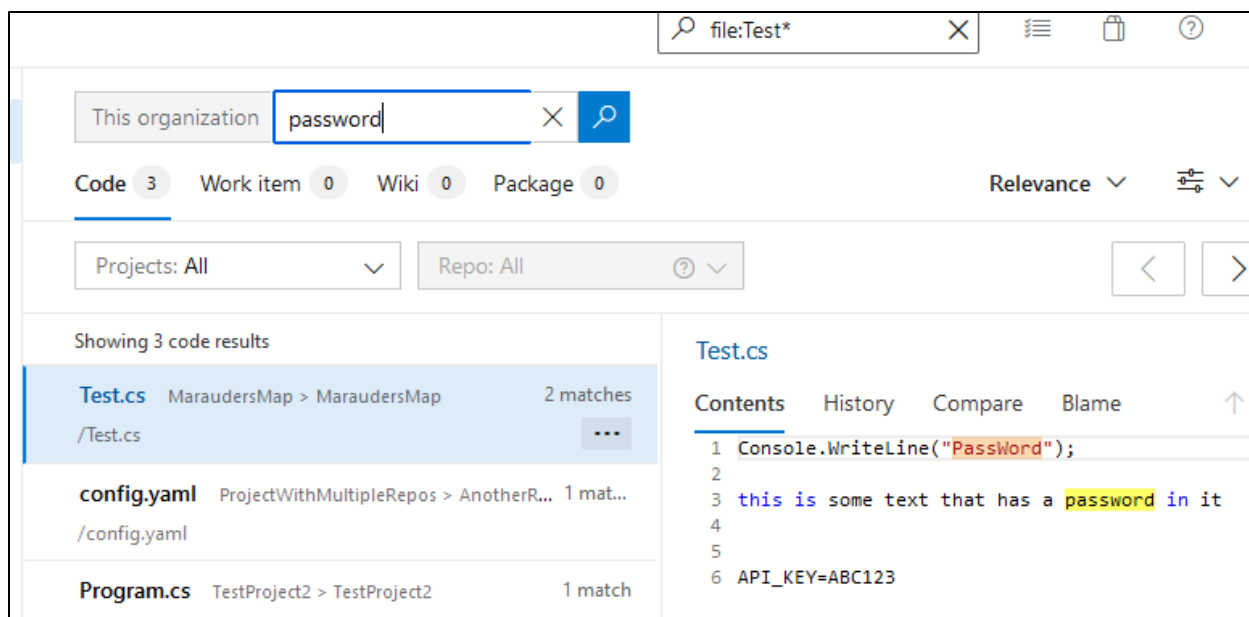 file:Test*
This organization password
Code 3 Work item 0 Wiki 0 Package 0 Relevance
Projects: All Repo: All
Showing 3 code results
Test.cs MaraudersMap > MaraudersMap 2 matches
/Test.cs
config.yaml ProjectWithMultipleRepos > AnotherR... 1 mat...
/config.yaml
Program.cs TestProject2 > TestProject2 1 match
Test.cs
Contents History Compare Blame
1 Console.WriteLine("PassWord");
2
3 this is some text that has a password in it
4
5
6 API_KEY=ABC123